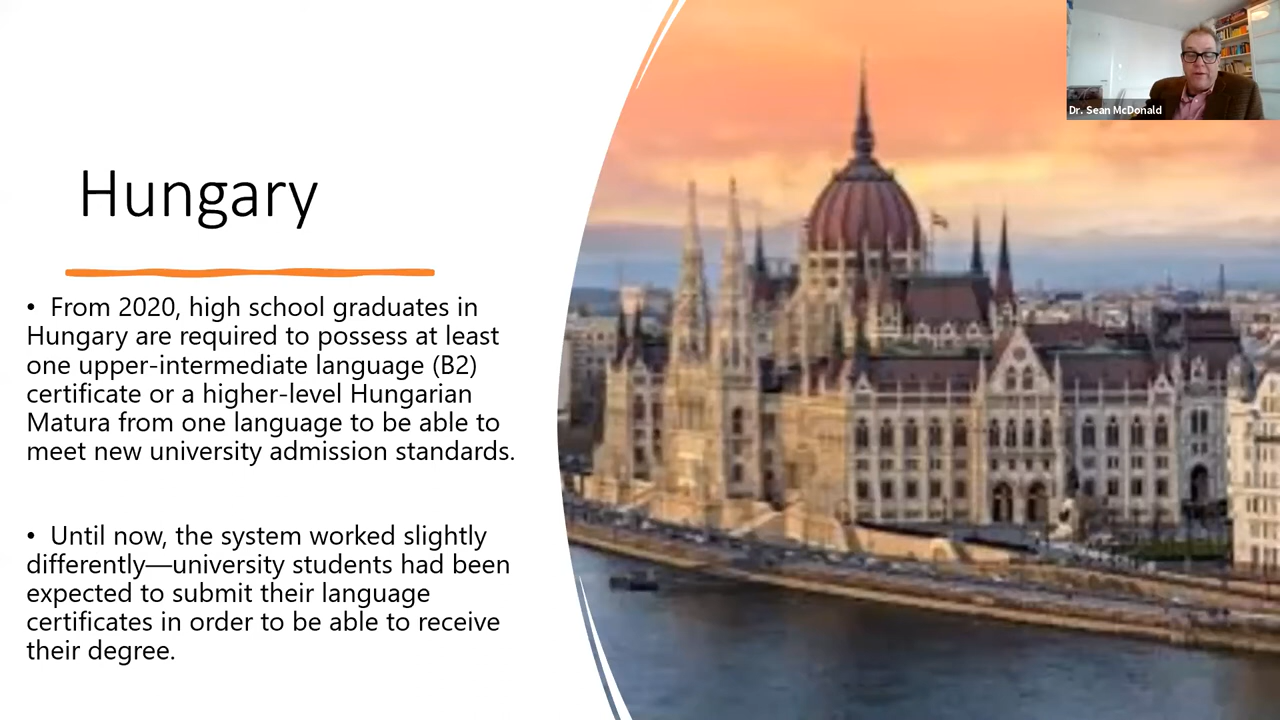 Dr. Sean McDonald
Hungary
• From 2020, high school graduates in
Hungary are required to possess at least
one upper-intermediate language (B2)
certificate or a higher-level Hungarian
Matura from one language to be able to
meet new university admission standards.
• Until now, the system worked slightly
differently—university students had been
expected to submit their language
certificates in order to be able to receive
their degree.